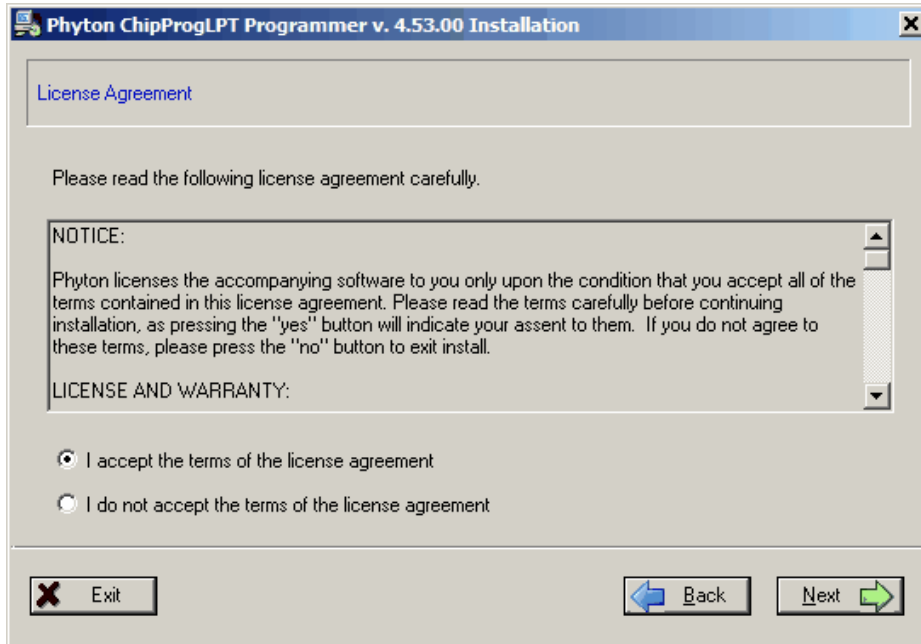 Phyton ChipProgLPT Programmer v. 4.53.00 Installation
License Agreement
Please read the following license agreement carefully.
NOTICE:
Phyton licenses the accompanying software to you only upon the condition that you accept all of the
terms contained in this license agreement. Please read the terms carefully before continuing
installation, as pressing the "yes" button will indicate your assent to them.  If you do not agree to
these terms, please press the "no" button to exit install.
LICENSE AND WARRANTY:
I accept the terms of the license agreement
I do not accept the terms of the license agreement
Exit
Back
Next